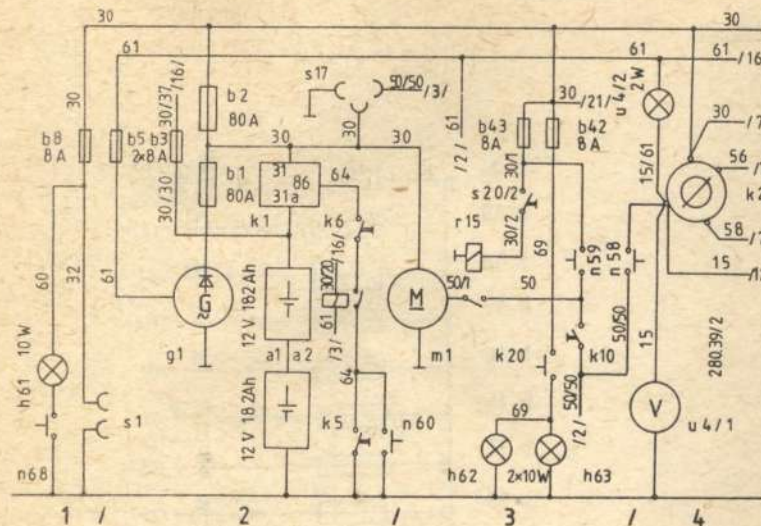 30 30 30
61 61 61 /16
/16/ s17 50/50 /3/ u4/2 2W
30 30/37 b2 80A 30 /21/ 30 /7
b8 8A b5 b3 2x8A 30 30 30 /2/ 61 b43 8A b42 8A 15/61 56
b1 80A 31 86 31a 64 30/1 s20/2 k2
30/30 k1 k6 r15 30/2 58 /7
60 32 61 /16/ 69 n59 n58 15
12 V 182Ah 30/20 M 50/1 50
G 61 /3/ 50/50 15 280.39/2
10W g1 a1 a2 m1 k20 k10
h61 12 V 182Ah 64 50/50 V
s1 k5 n60 69 /2/ u4/1
n68 h62 2x10W h63
1 / 2 / 3 / 4